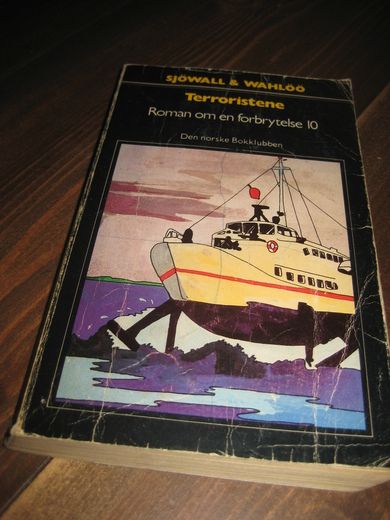 SJÖWALL & WAHLÖÖ
Terroristene
Roman om en forbrytelse 10
Den norske Bokklubben